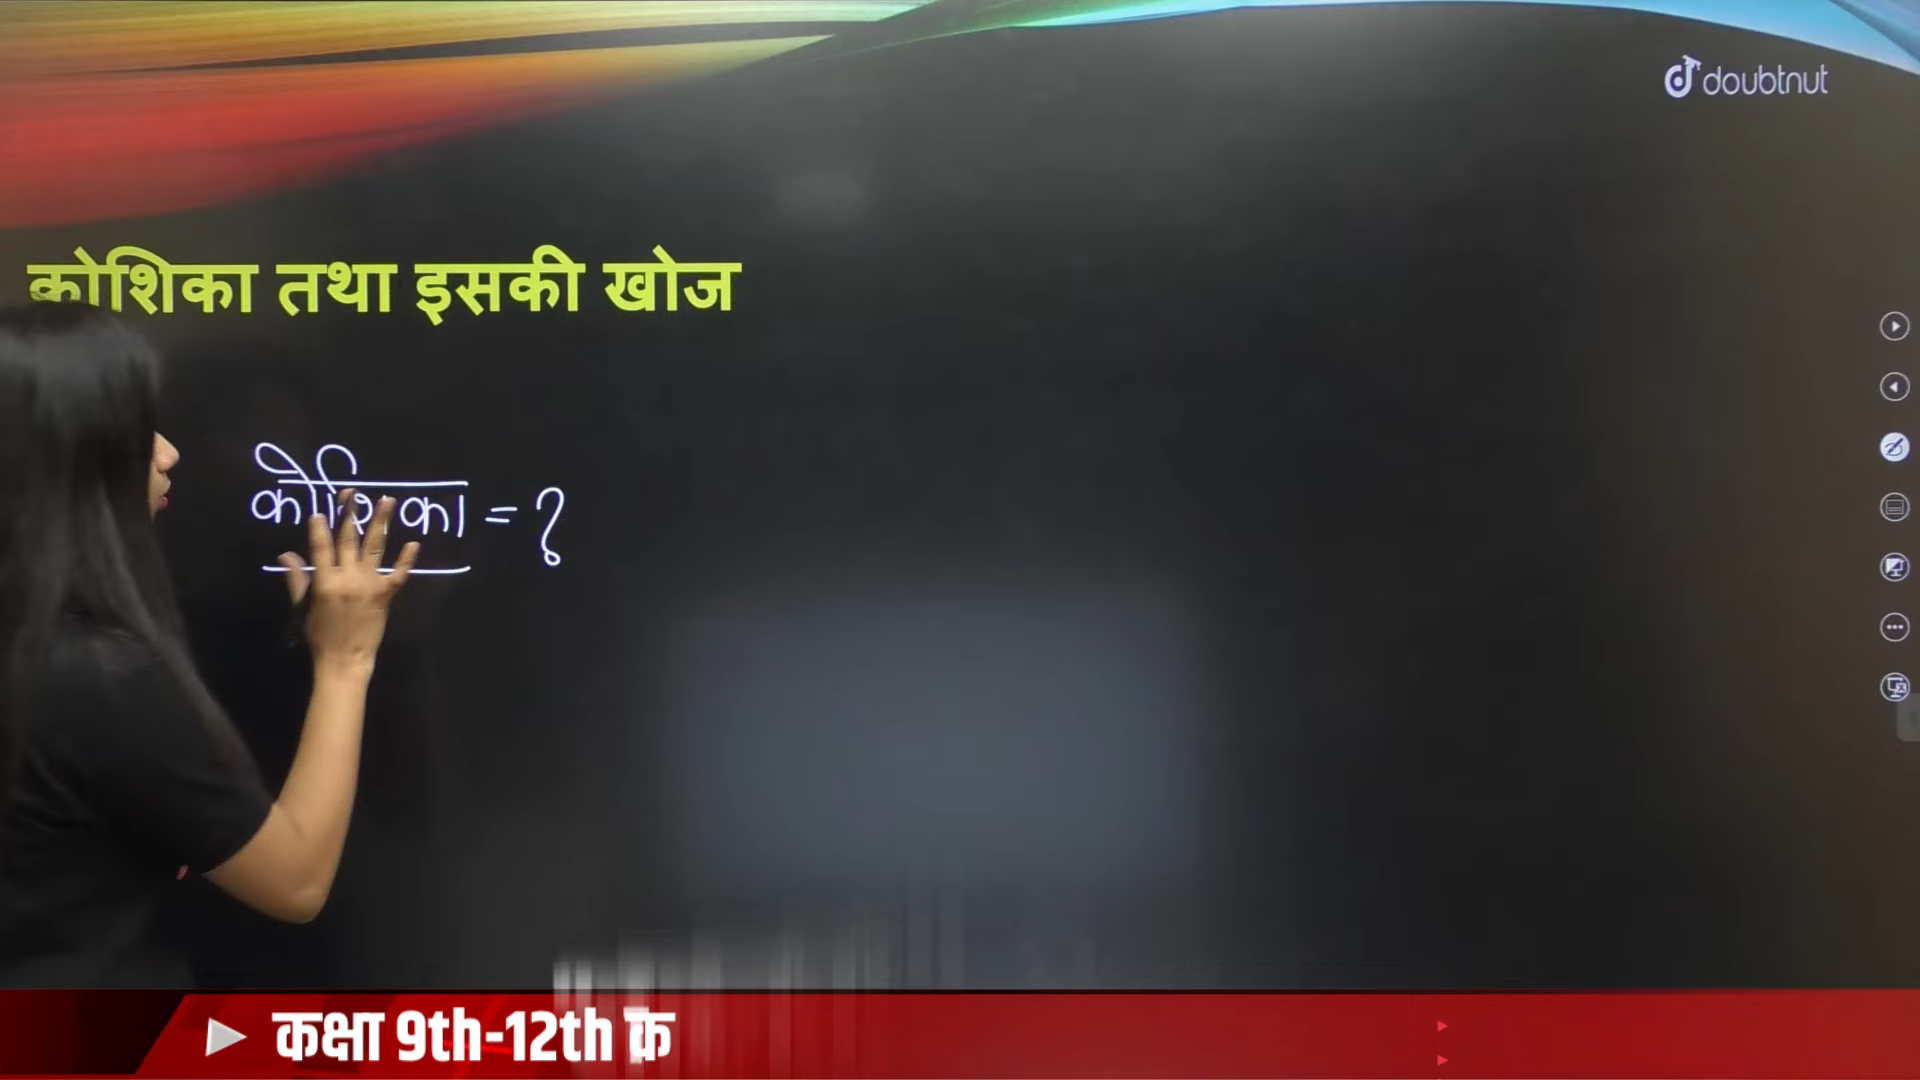 doubtnut
कोशिका तथा इसकी खोज
कोशिका = ?
कक्षा 9th-12th क